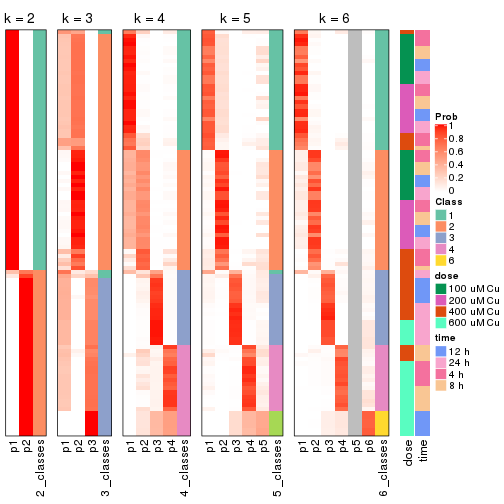 k = 2
k = 3
k = 4
k = 5
k = 6
Prob
1
0.8
0.6
0.4
0.2
0
Class
1
2
3
4
6
dose
100 uM Cu
200 uM Cu
400 uM Cu
600 uM Cu
time
12 h
24 h
4 h
8 h
p1
p2
2_classes
p1
p2
p3
3_classes
p1
p2
p3
p4
4_classes
p1
p2
p3
p4
p5
5_classes
p1
p2
p3
p4
p5
p6
6_classes
dose
time